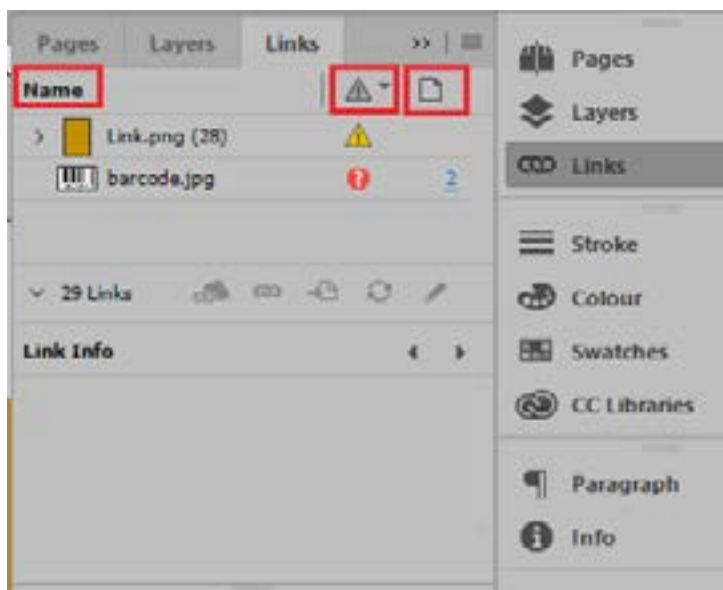 Pages Layers Links >>
Name
Link.png (28)
barcode.jpg 2
29 Links
Link Info
Pages
Layers
Links
Stroke
Colour
Swatches
CC Libraries
Paragraph
Info